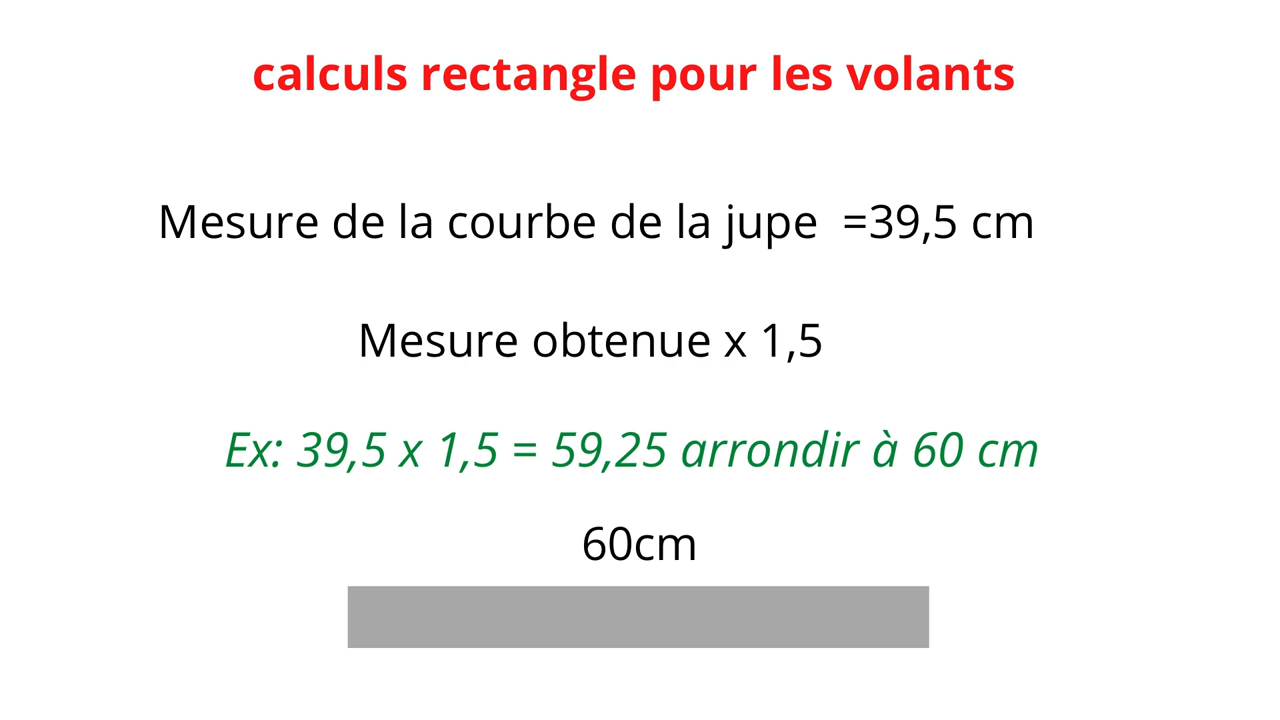 calculs rectangle pour les volants
Mesure de la courbe de la jupe =39,5 cm
Mesure obtenue x 1,5
Ex: 39,5 x 1,5 = 59,25 arrondir à 60 cm
60cm